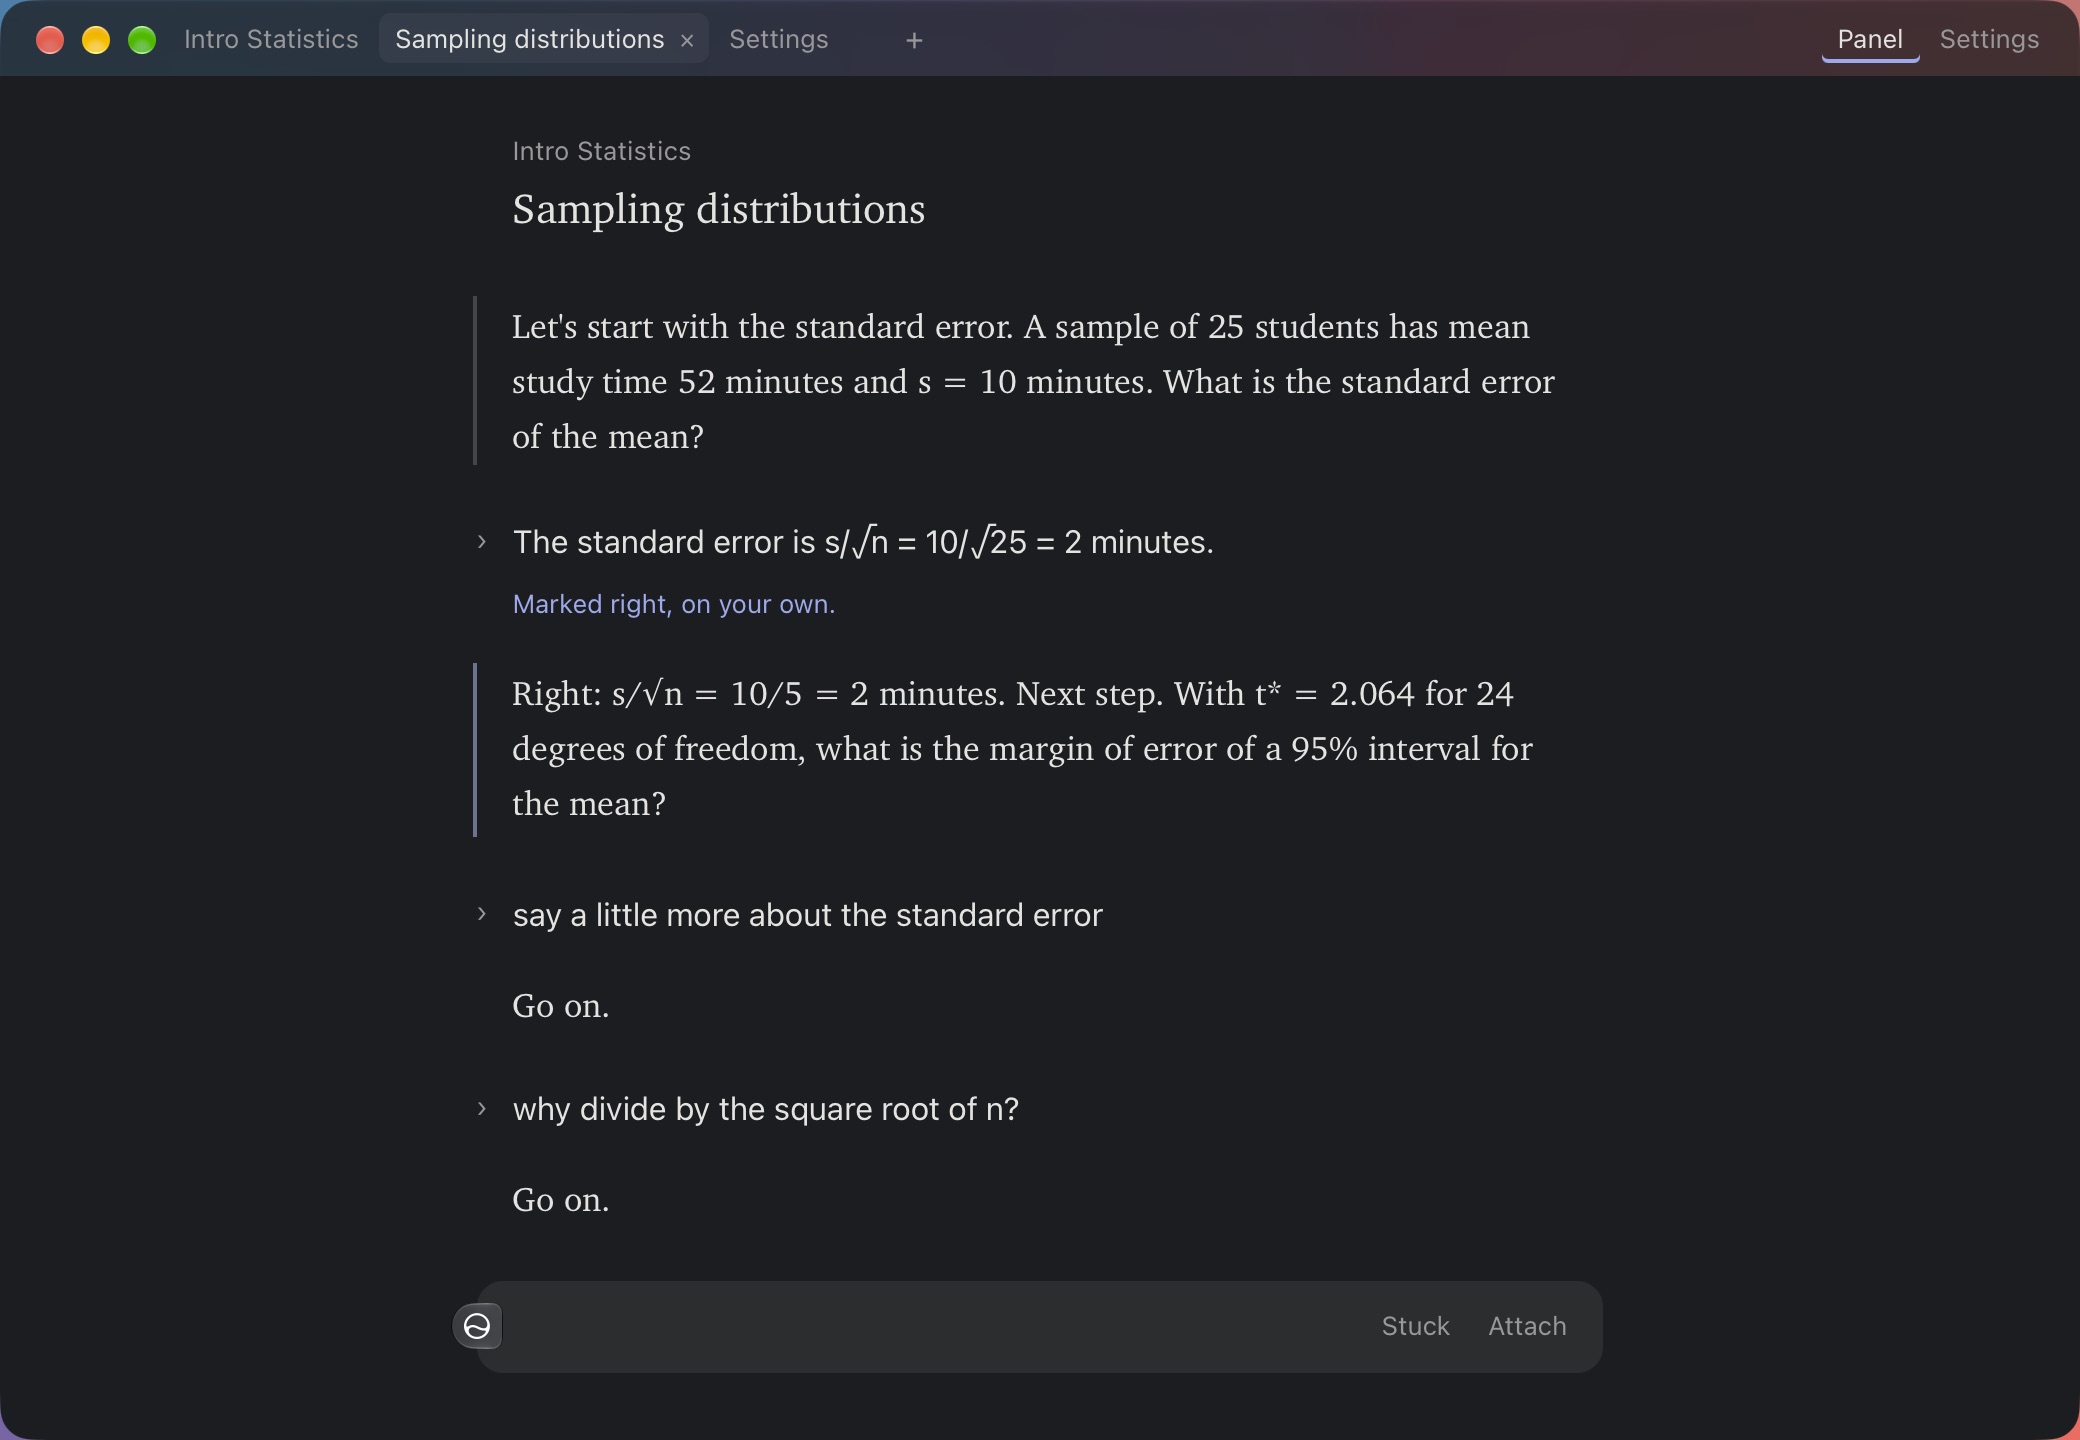 Intro Statistics
Sampling distributions ×
Settings
+
Panel
Settings
Intro Statistics
Sampling distributions
Let's start with the standard error. A sample of 25 students has mean
study time 52 minutes and s = 10 minutes. What is the standard error
of the mean?
› The standard error is s/√n = 10/√25 = 2 minutes.
Marked right, on your own.
Right: s/√n = 10/5 = 2 minutes. Next step. With t* = 2.064 for 24
degrees of freedom, what is the margin of error of a 95% interval for
the mean?
› say a little more about the standard error
Go on.
› why divide by the square root of n?
Go on.
Stuck
Attach